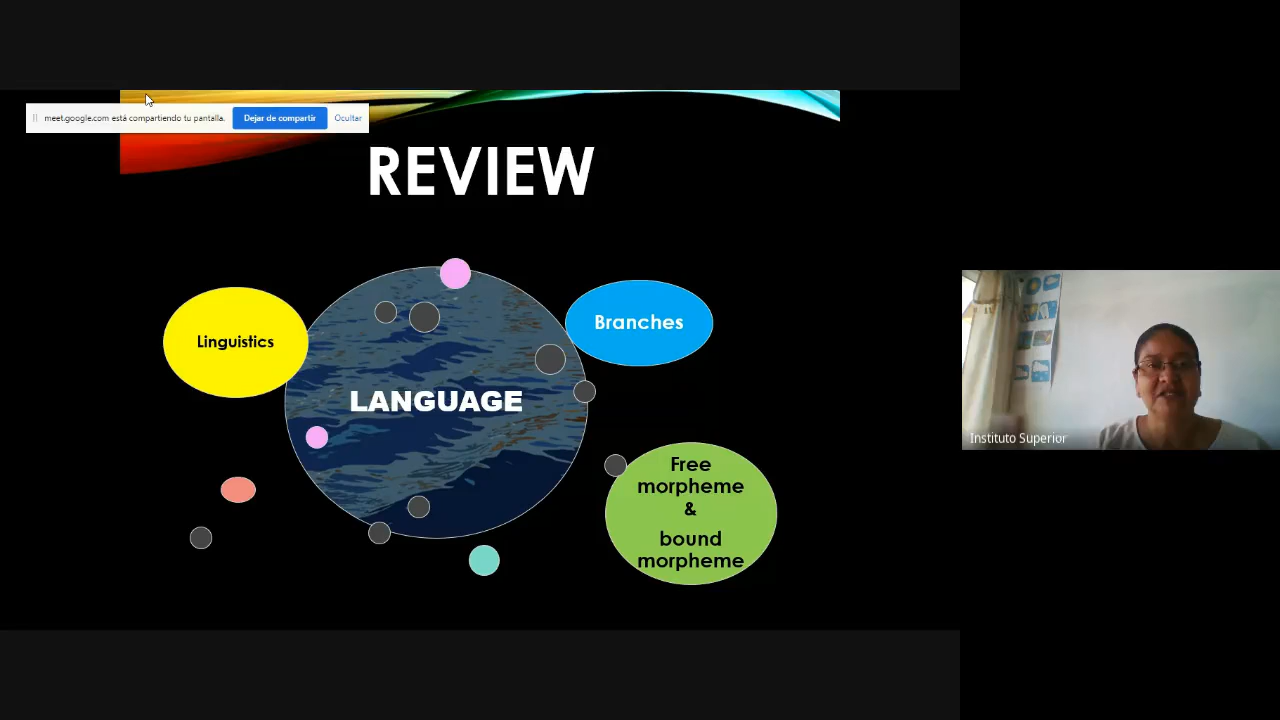 meet.google.com está compartiendo tu pantalla.
Dejar de compartir
Ocultar
REVIEW
Linguistics
Branches
LANGUAGE
Free
morpheme
&
bound
morpheme
Instituto Superior